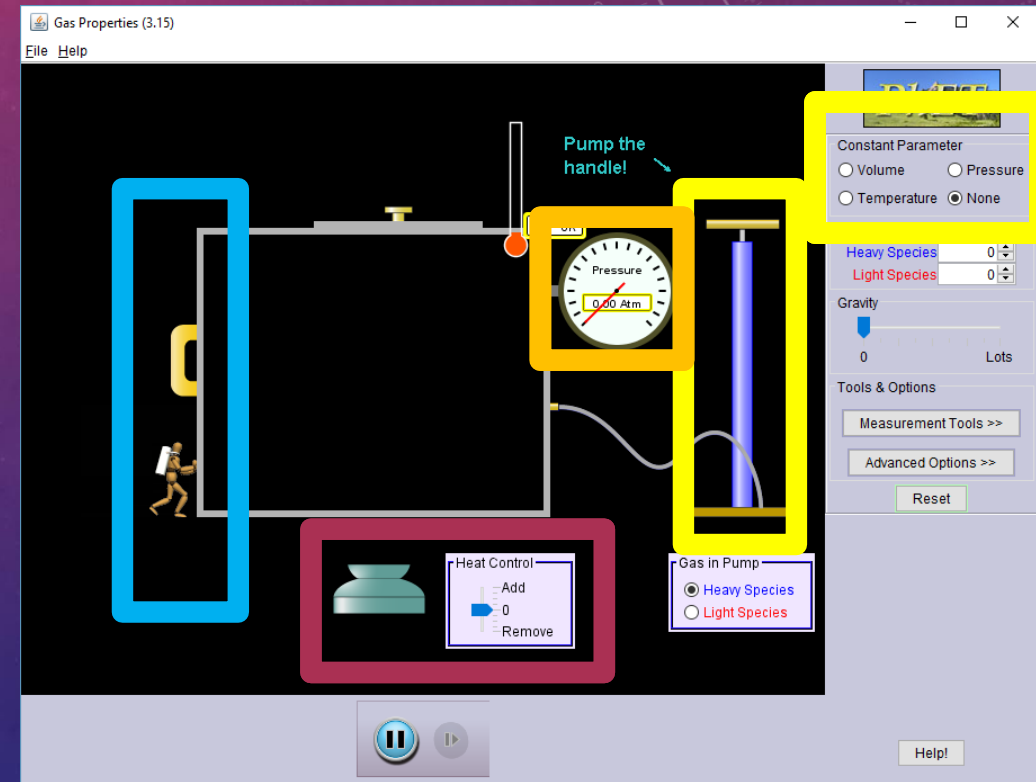 Gas Properties (3.15)
File Help
Pump the
handle!
Pressure
0.00 Atm
Constant Parameter
Volume Pressure
Temperature None
Heavy Species 0
Light Species 0
Gravity
0 Lots
Tools & Options
Measurement Tools >>
Advanced Options >>
Reset
Heat Control
Add
0
Remove
Gas in Pump
Heavy Species
Light Species
Help!